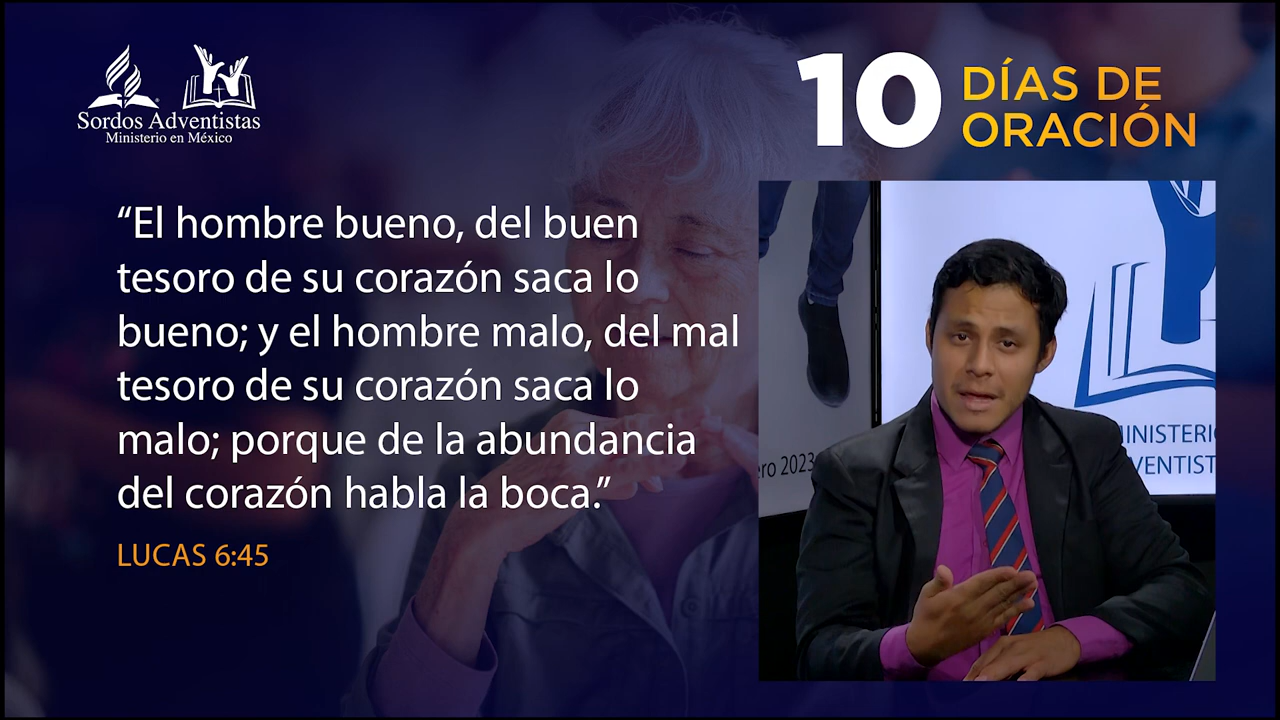 Sordos Adventistas
Ministerio en México
10 DÍAS DE
ORACIÓN
“El hombre bueno, del buen
tesoro de su corazón saca lo
bueno; y el hombre malo, del mal
tesoro de su corazón saca lo
malo; porque de la abundancia
del corazón habla la boca.”
LUCAS 6:45
2023